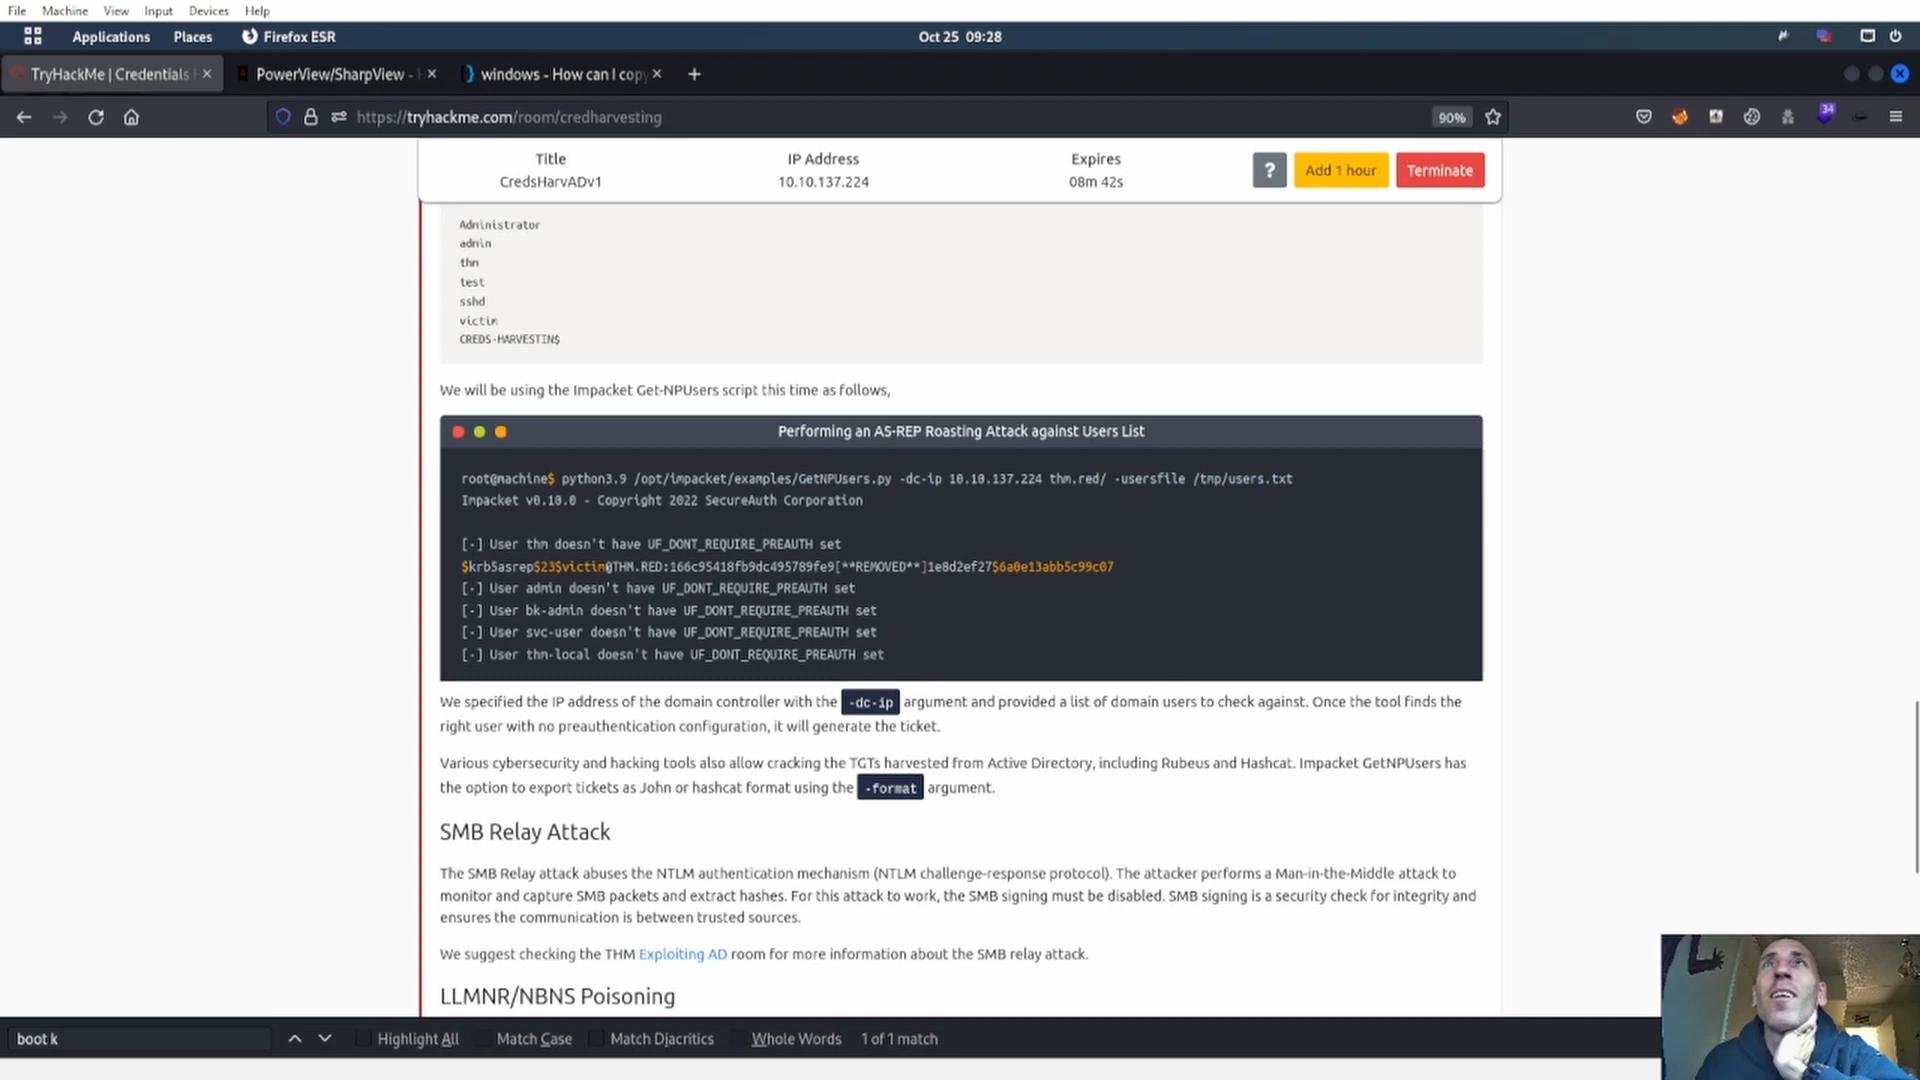 File Machine View Input Devices Help
Applications Places Firefox ESR Oct 25 09:28
TryHackMe | Credentials PowerView/SharpView - windows - How can I copy
https://tryhackme.com/room/credharvesting 90% 34
Title IP Address Expires
CredsHarvADv1 10.10.137.224 08m 42s ? Add 1 hour Terminate
Administrator
admin
thm
test
sshd
victim
CREDS-HARVESTIN$
We will be using the Impacket Get-NPUsers script this time as follows,
Performing an AS-REP Roasting Attack against Users List
root@machine$ python3.9 /opt/impacket/examples/GetNPUsers.py -dc-ip 10.10.137.224 thm.red/ -usersfile /tmp/users.txt
Impacket v0.10.0 - Copyright 2022 SecureAuth Corporation
[-] User thm doesn't have UF_DONT_REQUIRE_PREAUTH set
$krb5asrep$23$victim@THM.RED:166c95418fb9dc495789fe9[**REMOVED**]1e8d2ef27$6a0e13abb5c99c07
[-] User admin doesn't have UF_DONT_REQUIRE_PREAUTH set
[-] User bk-admin doesn't have UF_DONT_REQUIRE_PREAUTH set
[-] User svc-user doesn't have UF_DONT_REQUIRE_PREAUTH set
[-] User thm-local doesn't have UF_DONT_REQUIRE_PREAUTH set
We specified the IP address of the domain controller with the -dc-ip argument and provided a list of domain users to check against. Once the tool finds the
right user with no preauthentication configuration, it will generate the ticket.
Various cybersecurity and hacking tools also allow cracking the TGTs harvested from Active Directory, including Rubeus and Hashcat. Impacket GetNPUsers has
the option to export tickets as John or hashcat format using the -format argument.
SMB Relay Attack
The SMB Relay attack abuses the NTLM authentication mechanism (NTLM challenge-response protocol). The attacker performs a Man-in-the-Middle attack to
monitor and capture SMB packets and extract hashes. For this attack to work, the SMB signing must be disabled. SMB signing is a security check for integrity and
ensures the communication is between trusted sources.
We suggest checking the THM Exploiting AD room for more information about the SMB relay attack.
LLMNR/NBNS Poisoning
boot k Highlight All Match Case Match Diacritics Whole Words 1 of 1 match